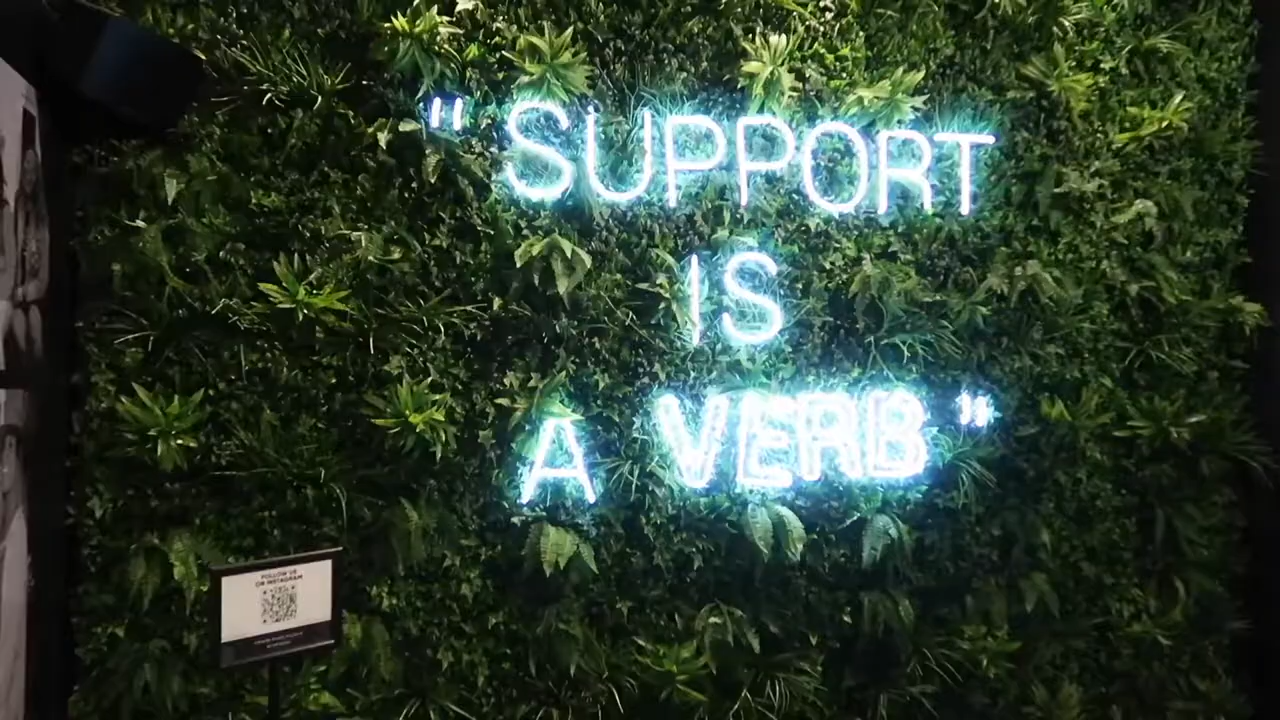 "SUPPORT
IS
A VERB"
FOLLOW US
ON INSTAGRAM